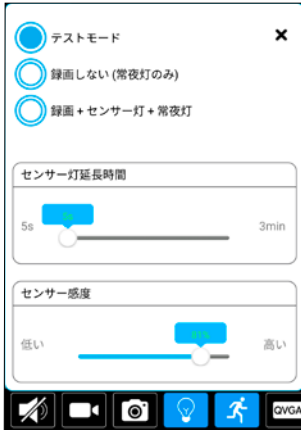 テストモード
×
録画しない (常夜灯のみ)
録画 + センサー灯 + 常夜灯
センサー灯延長時間
5s
5s
3min
センサー感度
81%
低い
高い
QVGA